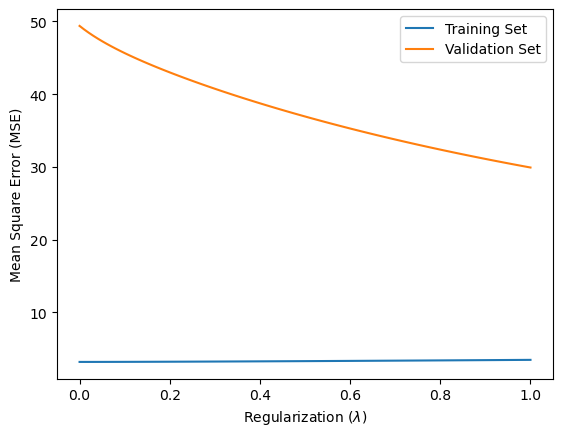 50
40
30
20
10
Mean Square Error (MSE)
Training Set
Validation Set
0.0 0.2 0.4 0.6 0.8 1.0
Regularization (λ)